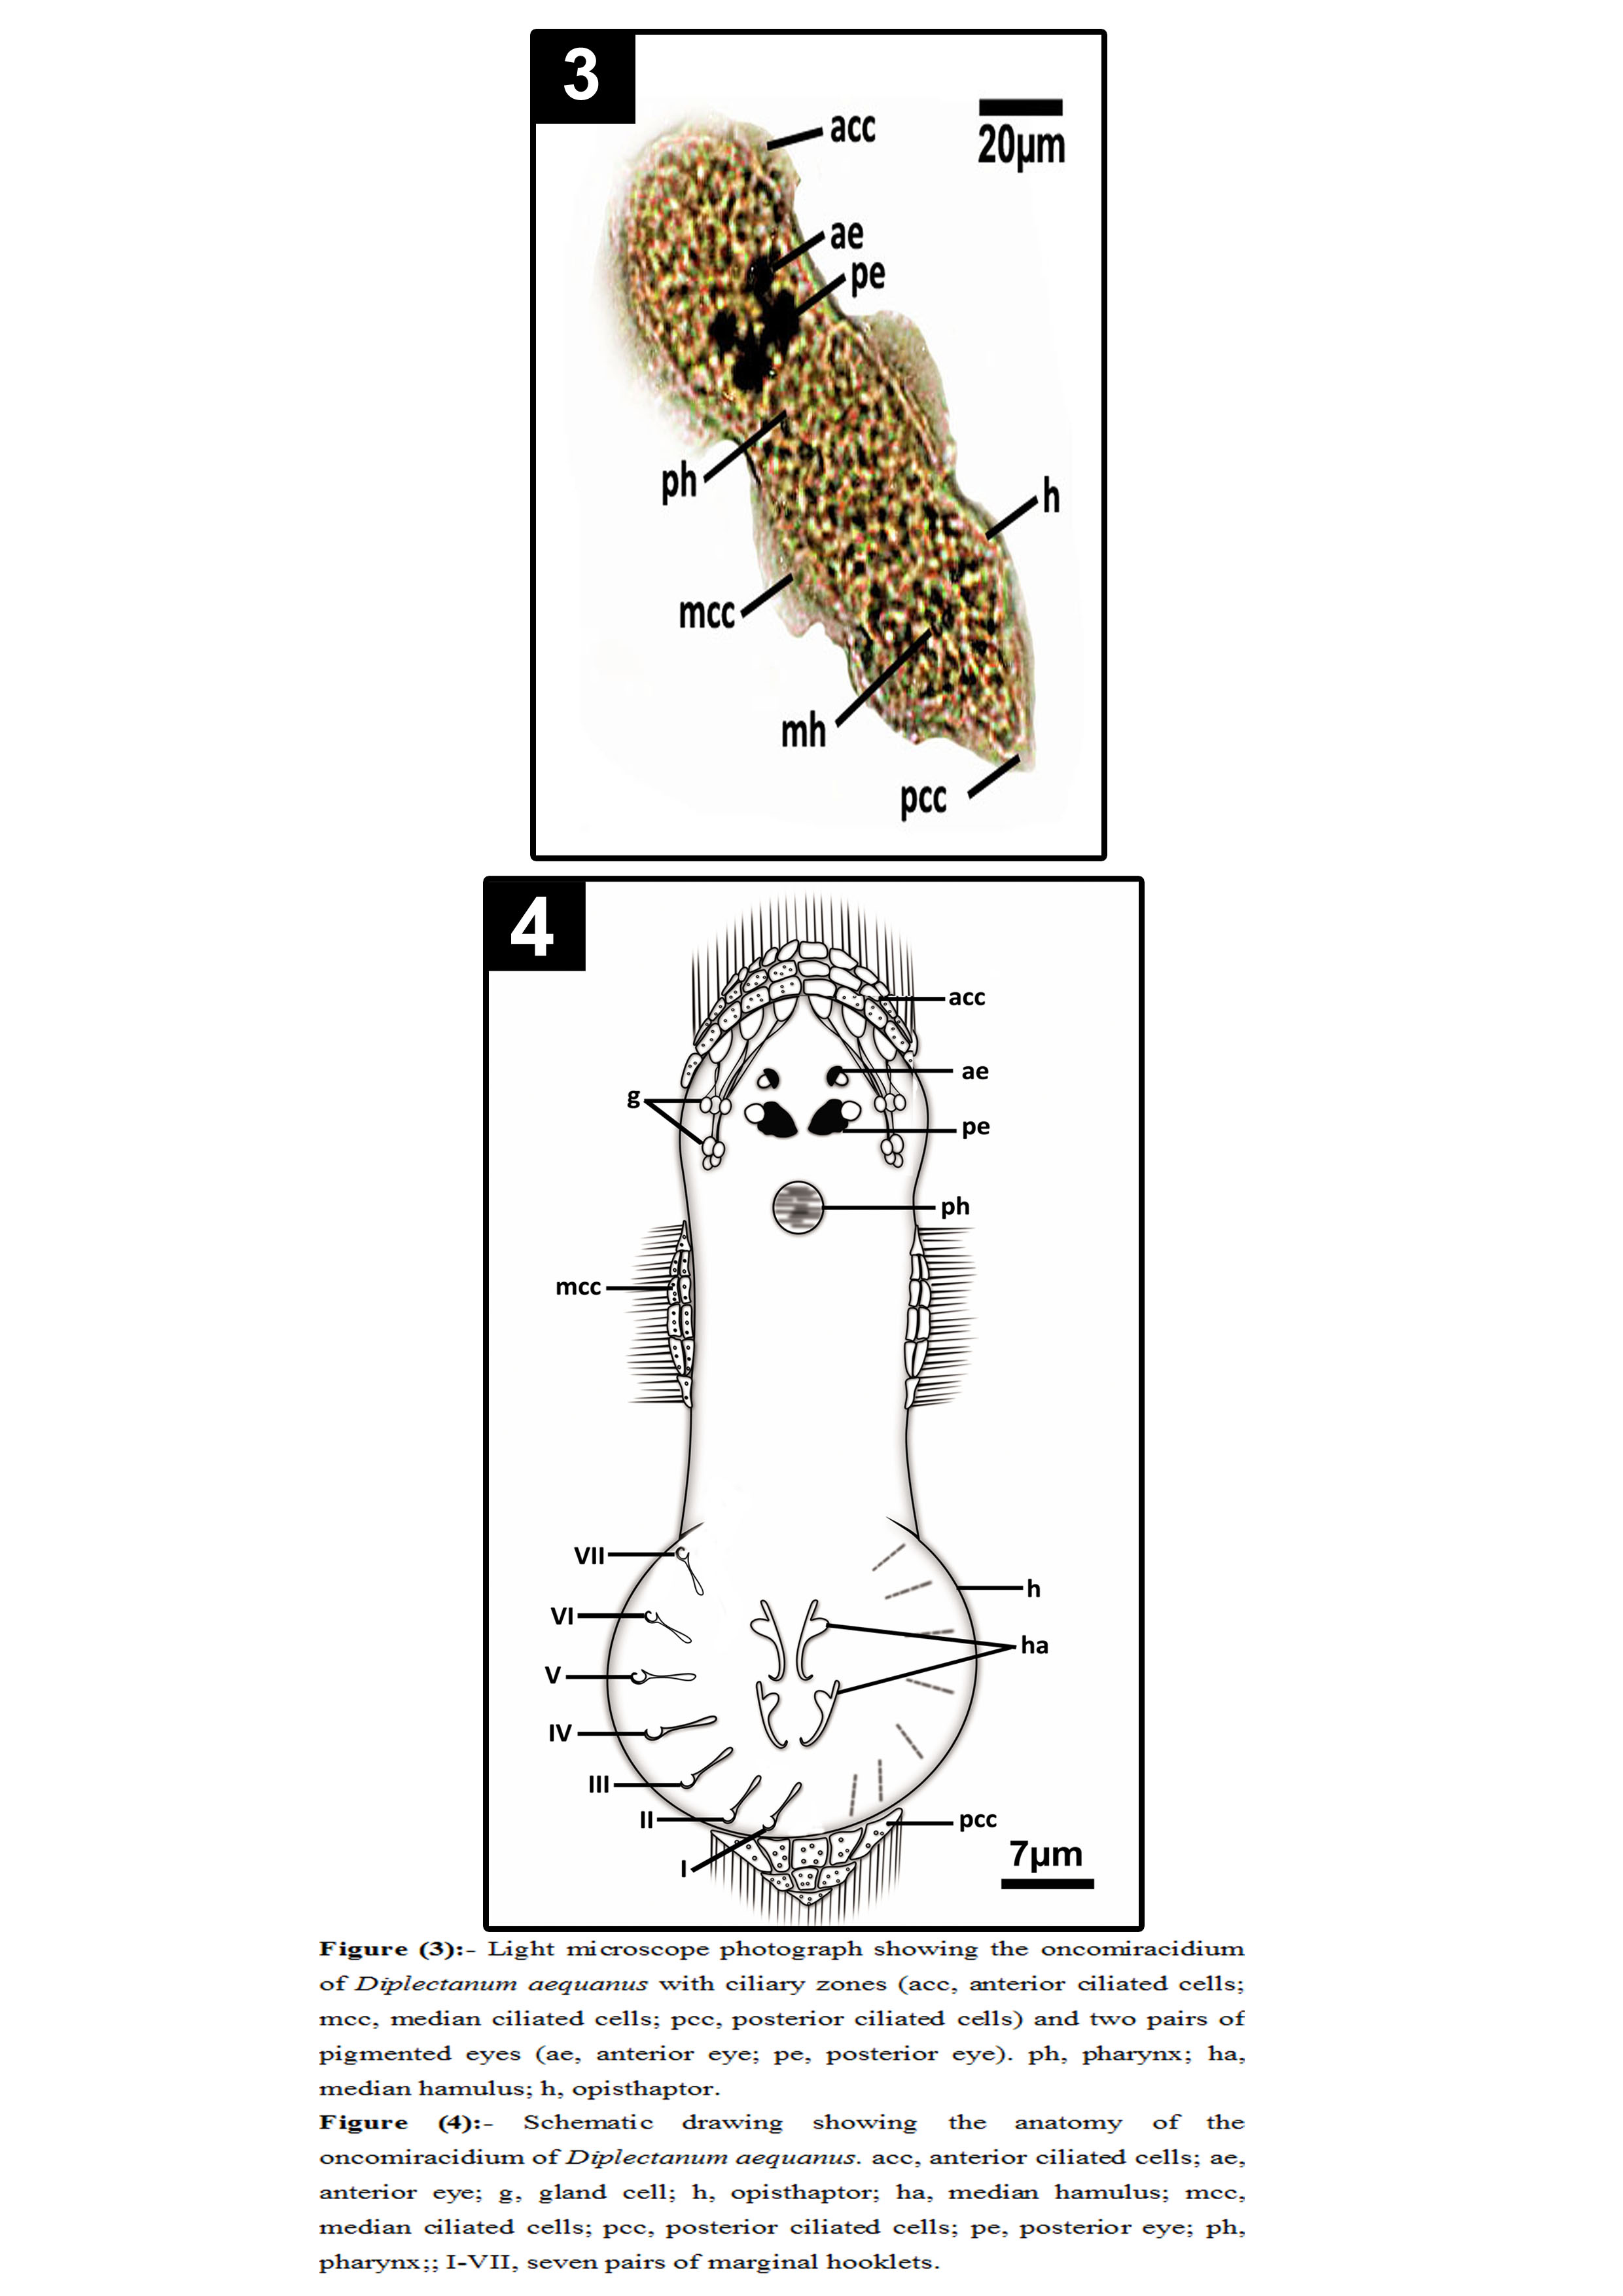 3
acc
20µm
ae
pe
ph
h
mcc
mh
pcc
4
acc
ae
g
pe
ph
mcc
VII
h
VI
ha
V
IV
III
II
pcc
7µm
I
Figure (3):- Light microscope photograph showing the oncomiracidium
of Diplectanum aequanus with ciliary zones (acc, anterior ciliated cells;
mcc, median ciliated cells; pcc, posterior ciliated cells) and two pairs of
pigmented eyes (ae, anterior eye; pe, posterior eye). ph, pharynx; ha,
median hamulus; h, opisthaptor.
Figure (4):- Schematic drawing showing the anatomy of the
oncomiracidium of Diplectanum aequanus. acc, anterior ciliated cells; ae,
anterior eye; g, gland cell; h, opisthaptor; ha, median hamulus; mcc,
median ciliated cells; pcc, posterior ciliated cells; pe, posterior eye; ph,
pharynx;; I-VII, seven pairs of marginal hooklets.